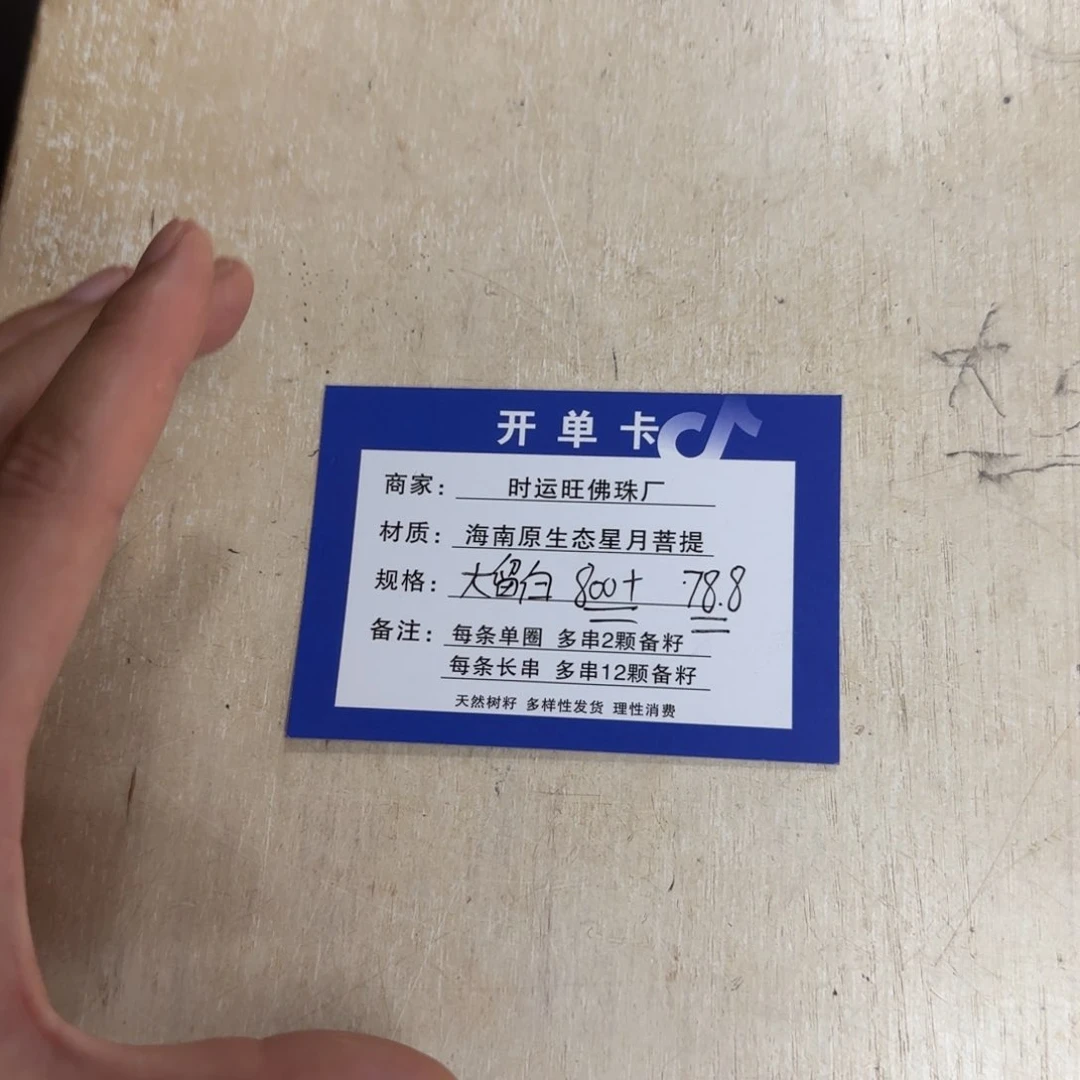 开单卡
商家：时运旺佛珠厂
材质：海南原生态星月菩提
规格：大留白 800+ 78.8
备注：每条单圈 多串2颗备籽
每条长串 多串12颗备籽
天然树籽 多样性发货 理性消费
大